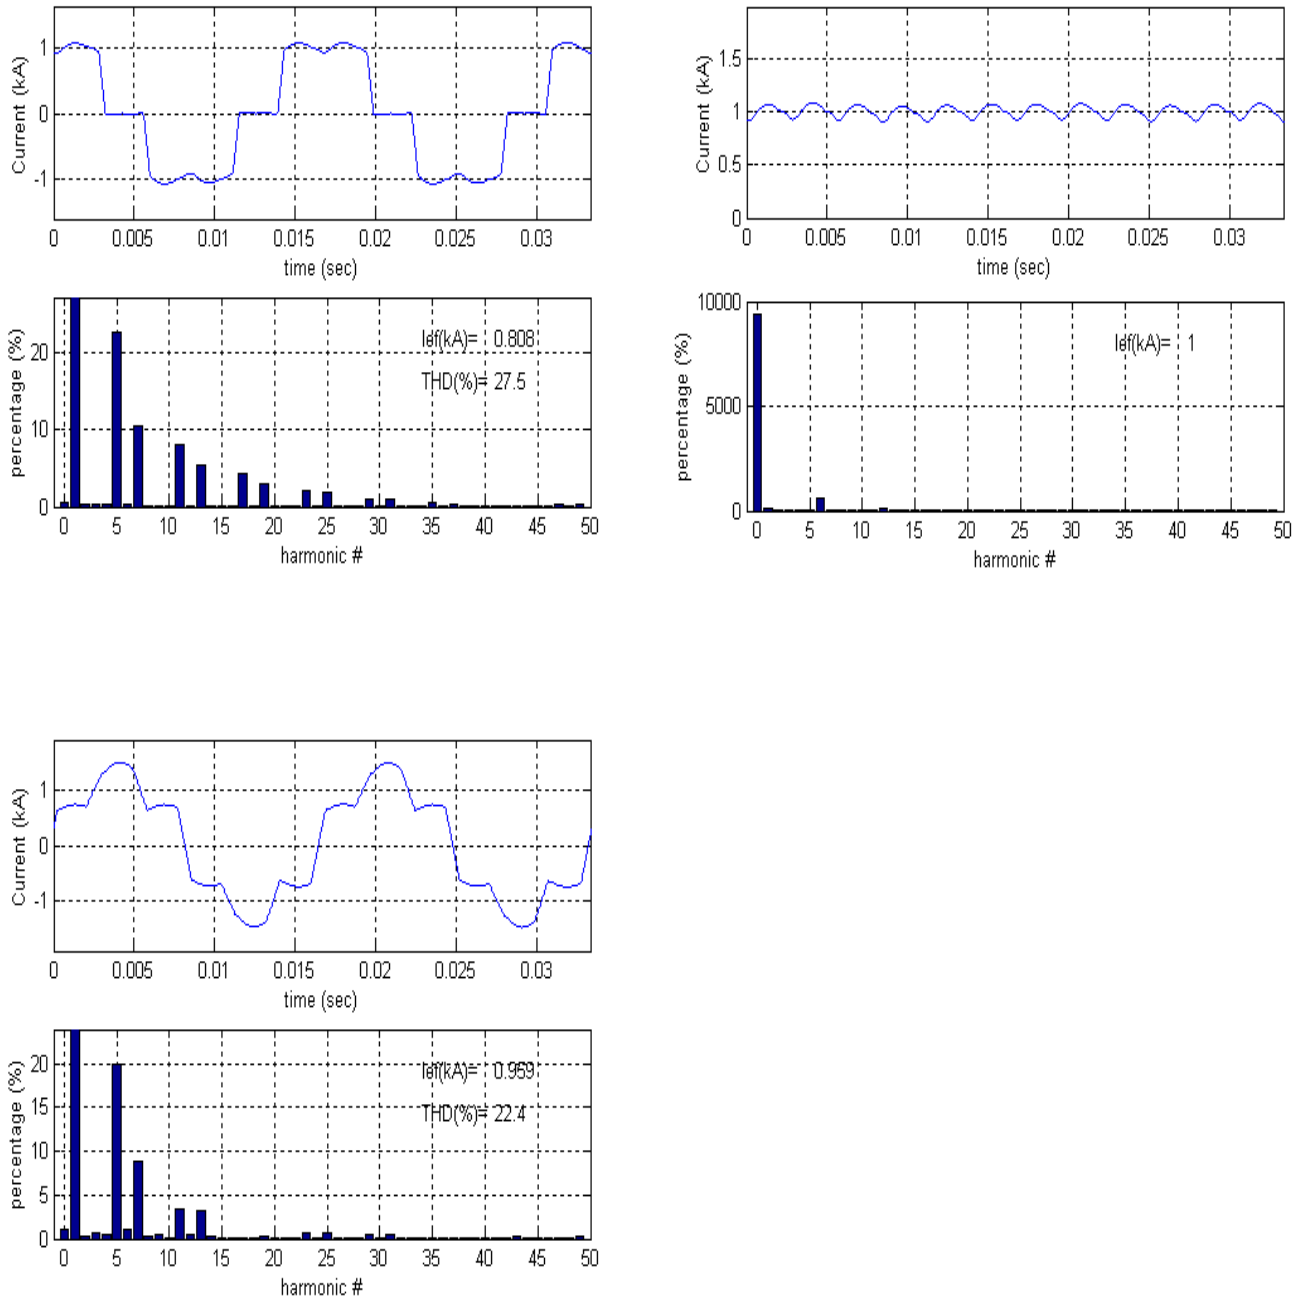 Current (kA)
1
0
-1
0 0.005 0.01 0.015 0.02 0.025 0.03
time (sec)
percentage (%)
20
10
0
Ief(kA)= 0.808
THD(%)= 27.5
0 5 10 15 20 25 30 35 40 45 50
harmonic #
Current (kA)
1.5
1
0.5
0
0 0.005 0.01 0.015 0.02 0.025 0.03
time (sec)
percentage (%)
10000
5000
0
Ief(kA)= 1
0 5 10 15 20 25 30 35 40 45 50
harmonic #
Current (kA)
1
0
-1
0 0.005 0.01 0.015 0.02 0.025 0.03
time (sec)
percentage (%)
20
15
10
5
0
Ief(kA)= 0.959
THD(%)= 22.4
0 5 10 15 20 25 30 35 40 45 50
harmonic #